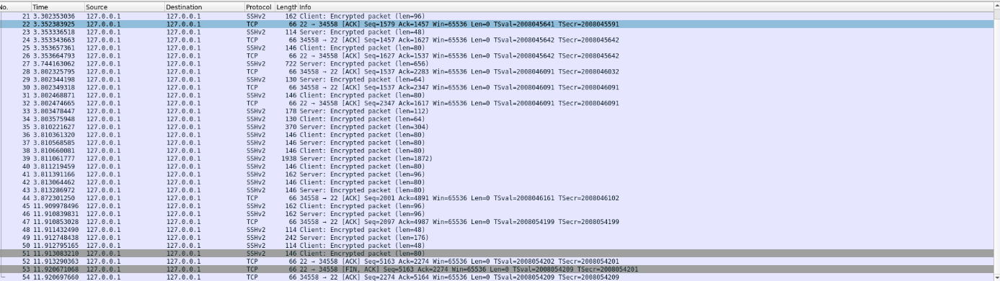 No. Time Source Destination Protocol Length Info
21 3.302353036 127.0.0.1 127.0.0.1 SSHv2 162 Client: Encrypted packet (len=96)
22 3.352383925 127.0.0.1 127.0.0.1 TCP 66 22 → 34558 [ACK] Seq=1579 Ack=1457 Win=65536 Len=0 TSval=2008045641 TSecr=2008045591
23 3.353336518 127.0.0.1 127.0.0.1 SSHv2 114 Server: Encrypted packet (len=48)
24 3.353343663 127.0.0.1 127.0.0.1 TCP 66 34558 → 22 [ACK] Seq=1457 Ack=1627 Win=65536 Len=0 TSval=2008045642 TSecr=2008045642
25 3.353657361 127.0.0.1 127.0.0.1 SSHv2 146 Client: Encrypted packet (len=80)
26 3.353664793 127.0.0.1 127.0.0.1 TCP 66 22 → 34558 [ACK] Seq=1627 Ack=1537 Win=65536 Len=0 TSval=2008045642 TSecr=2008045642
27 3.744163062 127.0.0.1 127.0.0.1 SSHv2 722 Server: Encrypted packet (len=656)
28 3.802325795 127.0.0.1 127.0.0.1 TCP 66 34558 → 22 [ACK] Seq=1537 Ack=2283 Win=65536 Len=0 TSval=2008046091 TSecr=2008046032
29 3.802344198 127.0.0.1 127.0.0.1 SSHv2 130 Server: Encrypted packet (len=64)
30 3.802349318 127.0.0.1 127.0.0.1 TCP 66 34558 → 22 [ACK] Seq=1537 Ack=2347 Win=65536 Len=0 TSval=2008046091 TSecr=2008046091
31 3.802468871 127.0.0.1 127.0.0.1 SSHv2 146 Client: Encrypted packet (len=80)
32 3.802474665 127.0.0.1 127.0.0.1 TCP 66 22 → 34558 [ACK] Seq=2347 Ack=1617 Win=65536 Len=0 TSval=2008046091 TSecr=2008046091
33 3.803478447 127.0.0.1 127.0.0.1 SSHv2 178 Server: Encrypted packet (len=112)
34 3.803575948 127.0.0.1 127.0.0.1 SSHv2 130 Client: Encrypted packet (len=64)
35 3.810221627 127.0.0.1 127.0.0.1 SSHv2 370 Server: Encrypted packet (len=304)
36 3.810361320 127.0.0.1 127.0.0.1 SSHv2 146 Client: Encrypted packet (len=80)
37 3.810568585 127.0.0.1 127.0.0.1 SSHv2 146 Server: Encrypted packet (len=80)
38 3.810660081 127.0.0.1 127.0.0.1 SSHv2 146 Client: Encrypted packet (len=80)
39 3.811061777 127.0.0.1 127.0.0.1 SSHv2 1938 Server: Encrypted packet (len=1872)
40 3.811219459 127.0.0.1 127.0.0.1 SSHv2 146 Client: Encrypted packet (len=80)
41 3.811391166 127.0.0.1 127.0.0.1 SSHv2 162 Server: Encrypted packet (len=96)
42 3.813064462 127.0.0.1 127.0.0.1 SSHv2 146 Client: Encrypted packet (len=80)
43 3.813286972 127.0.0.1 127.0.0.1 SSHv2 146 Server: Encrypted packet (len=80)
44 3.872301250 127.0.0.1 127.0.0.1 TCP 66 34558 → 22 [ACK] Seq=2001 Ack=4891 Win=65536 Len=0 TSval=2008046161 TSecr=2008046102
45 11.909978496 127.0.0.1 127.0.0.1 SSHv2 162 Client: Encrypted packet (len=96)
46 11.910839831 127.0.0.1 127.0.0.1 SSHv2 162 Server: Encrypted packet (len=96)
47 11.910853028 127.0.0.1 127.0.0.1 TCP 66 34558 → 22 [ACK] Seq=2097 Ack=4987 Win=65536 Len=0 TSval=2008054199 TSecr=2008054199
48 11.911432490 127.0.0.1 127.0.0.1 SSHv2 114 Client: Encrypted packet (len=48)
49 11.912748438 127.0.0.1 127.0.0.1 SSHv2 242 Server: Encrypted packet (len=176)
50 11.912795165 127.0.0.1 127.0.0.1 SSHv2 114 Client: Encrypted packet (len=48)
51 11.913083210 127.0.0.1 127.0.0.1 SSHv2 146 Client: Encrypted packet (len=80)
52 11.913290363 127.0.0.1 127.0.0.1 TCP 66 22 → 34558 [ACK] Seq=5163 Ack=2274 Win=65536 Len=0 TSval=2008054202 TSecr=2008054201
53 11.920671068 127.0.0.1 127.0.0.1 TCP 66 22 → 34558 [FIN, ACK] Seq=5163 Ack=2274 Win=65536 Len=0 TSval=2008054209 TSecr=2008054201
54 11.920697660 127.0.0.1 127.0.0.1 TCP 66 34558 → 22 [ACK] Seq=2274 Ack=5164 Win=65536 Len=0 TSval=2008054209 TSecr=2008054209